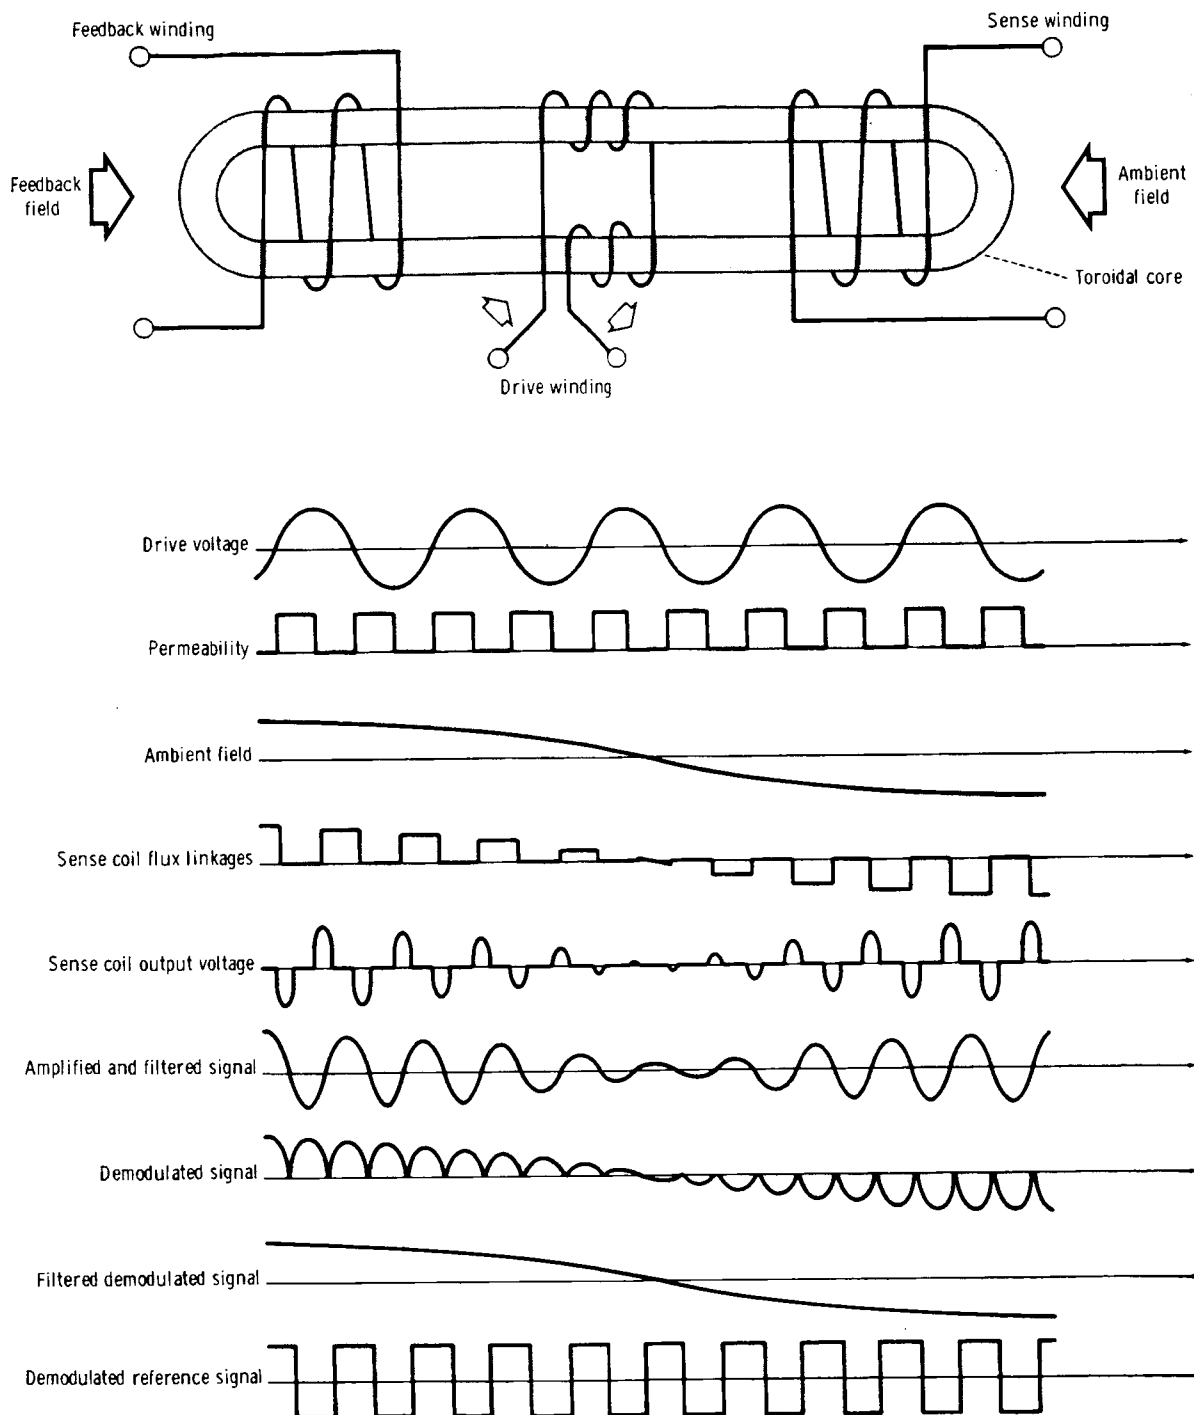 Feedback winding
Sense winding
Feedback
field
Ambient
field
Toroidal core
Drive winding
Drive voltage
Permeability
Ambient field
Sense coil flux linkages
Sense coil output voltage
Amplified and filtered signal
Demodulated signal
Filtered demodulated signal
Demodulated reference signal